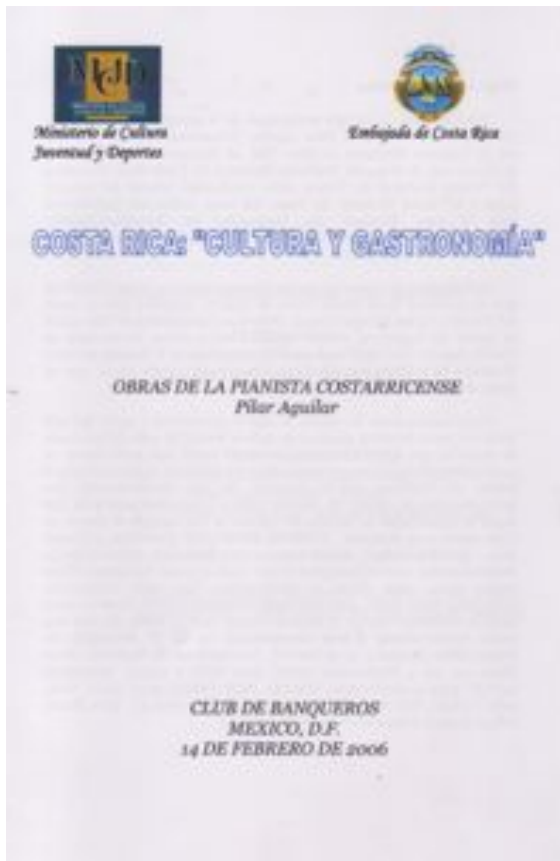 MCJD
Ministerio de Cultura
Juventud y Deportes
Embajada de Costa Rica
COSTA RICA: "CULTURA Y GASTRONOMÍA"
OBRAS DE LA PIANISTA COSTARRICENSE
Pilar Aguilar
CLUB DE BANQUEROS
MEXICO, D.F.
14 DE FEBRERO DE 2006